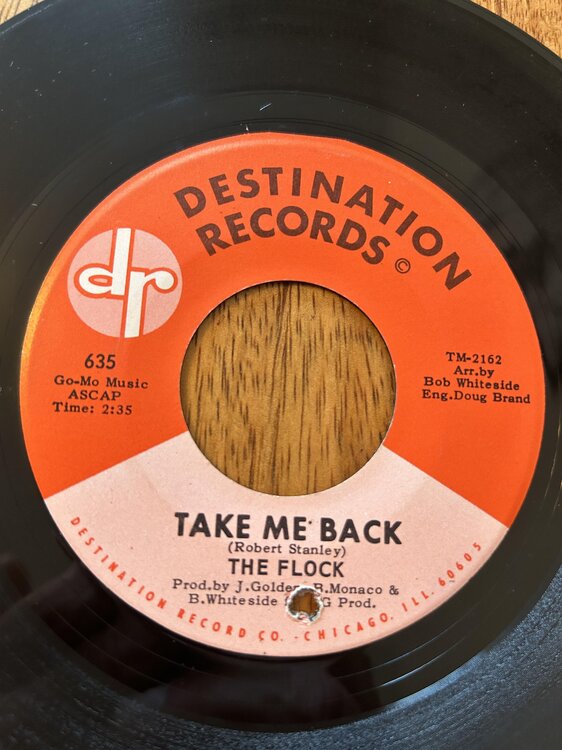 DESTINATION
RECORDS ©
dr
635
Go-Mo Music
ASCAP
Time: 2:35
TM-2162
Arr.by
Bob Whiteside
Eng.Doug Brand
TAKE ME BACK
(Robert Stanley)
THE FLOCK
Prod.by J.Golden B.Monaco &
B.Whiteside G Prod.
DESTINATION RECORD CO. - CHICAGO. ILL. 60605